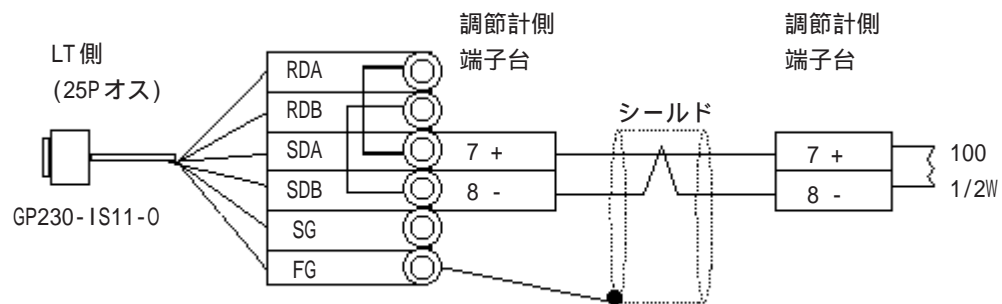 LT側
(25Pオス)
GP230-IS11-0
RDA
RDB
SDA
SDB
SG
FG
調節計側
端子台
7 +
8 -
シールド
調節計側
端子台
7 +
8 -
100
1/2W